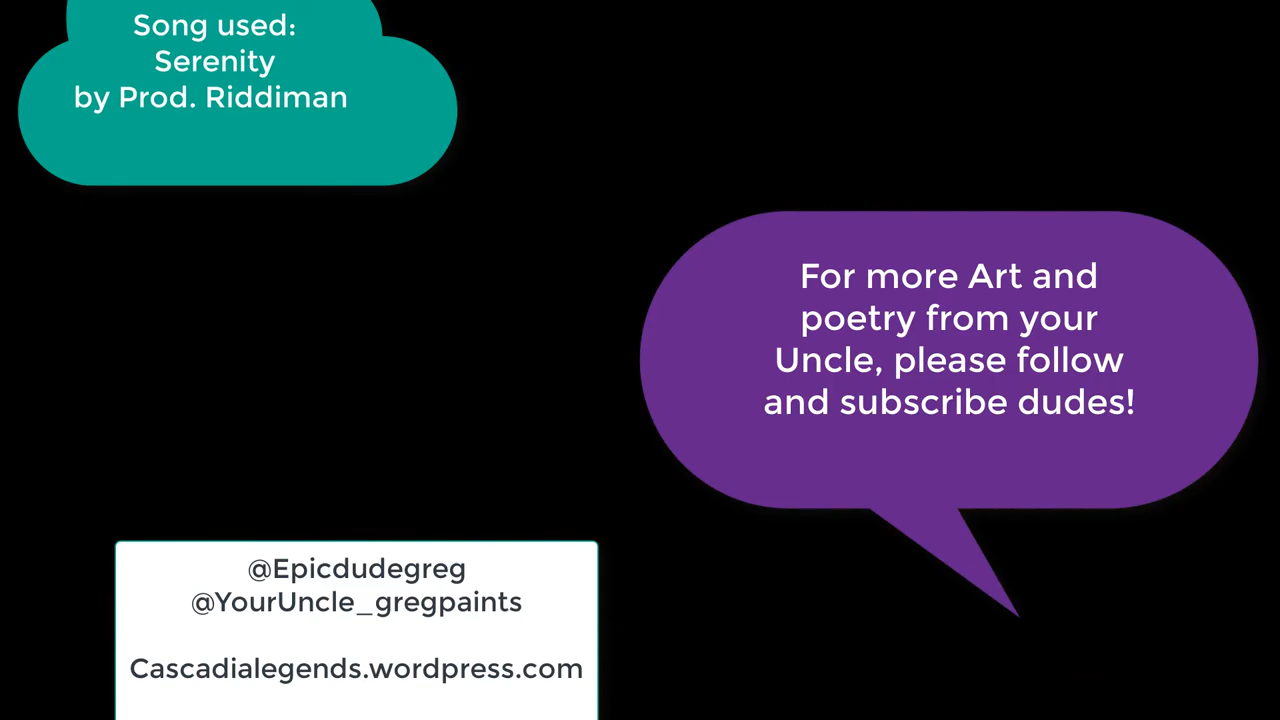 Song used:
Serenity
by Prod. Riddiman
For more Art and
poetry from your
Uncle, please follow
and subscribe dudes!
@Epicdudegreg
@YourUncle_gregpaints
Cascadialegends.wordpress.com